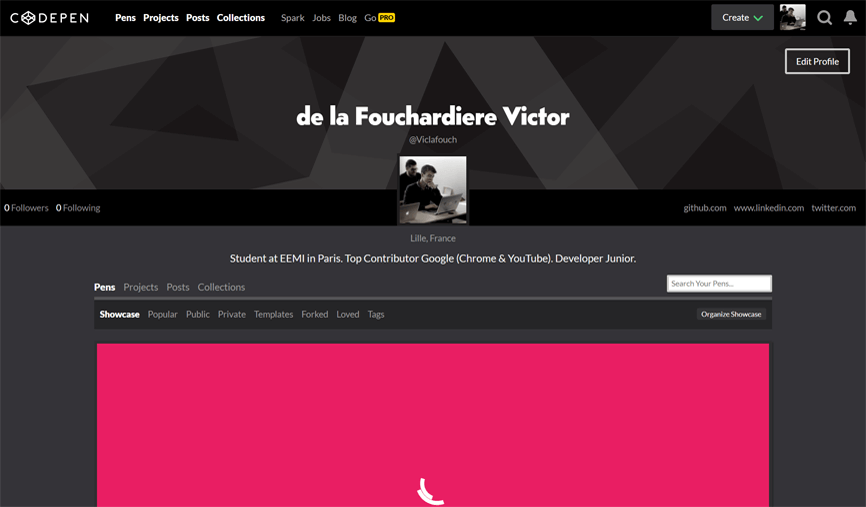 CODEPEN Pens Projects Posts Collections Spark Jobs Blog Go PRO Create
Edit Profile
de la Fouchardiere Victor
@Viclafouch
0 Followers 0 Following github.com www.linkedin.com twitter.com
Lille, France
Student at EEMI in Paris. Top Contributor Google (Chrome & YouTube). Developer Junior.
Pens Projects Posts Collections Search Your Pens...
Showcase Popular Public Private Templates Forked Loved Tags Organize Showcase